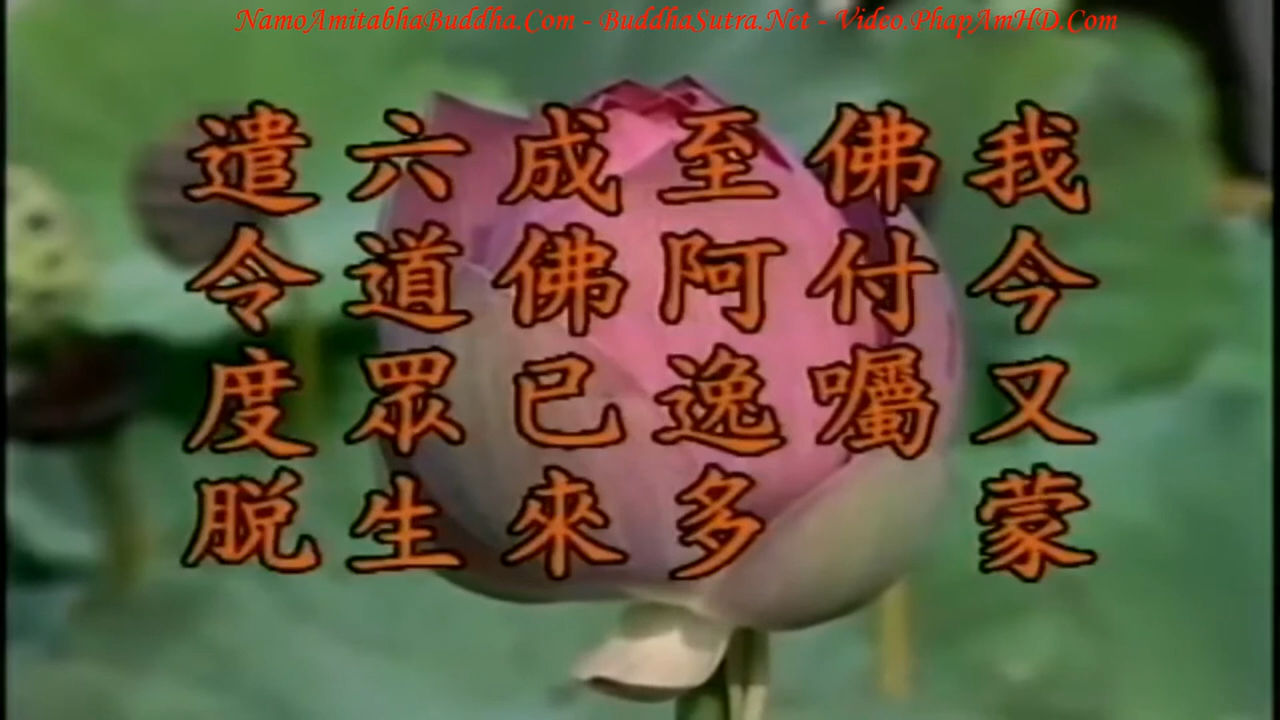 NamoAmitabhaBuddha.Com - BuddhaSutra.Net - Video.PhapAmHD.Com
我今又蒙
佛付囑
至阿逸多
成佛已來
六道眾生
遣令度脱